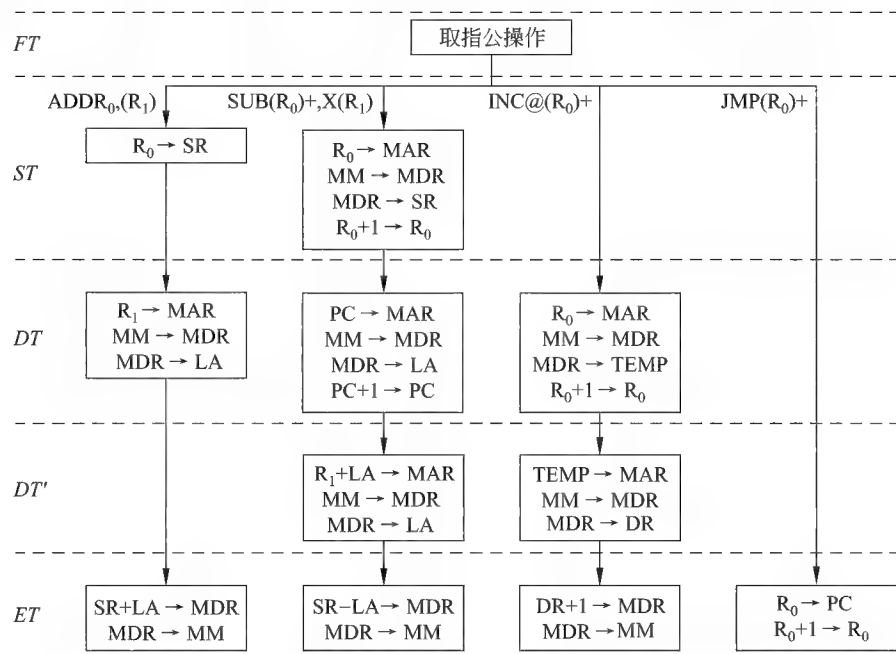 FT
取指公操作
ADDR₀,(R₁)
SUB(R₀)+,X(R₁)
INC@(R₀)+
JMP(R₀)+
ST
R₀→SR
R₀→MAR
MM→MDR
MDR→SR
R₀+1→R₀
DT
R₁→MAR
MM→MDR
MDR→LA
PC→MAR
MM→MDR
MDR→LA
PC+1→PC
R₀→MAR
MM→MDR
MDR→TEMP
R₀+1→R₀
DT'
R₁+LA→MAR
MM→MDR
MDR→LA
TEMP→MAR
MM→MDR
MDR→DR
ET
SR+LA→MDR
MDR→MM
SR−LA→MDR
MDR→MM
DR+1→MDR
MDR→MM
R₀→PC
R₀+1→R₀